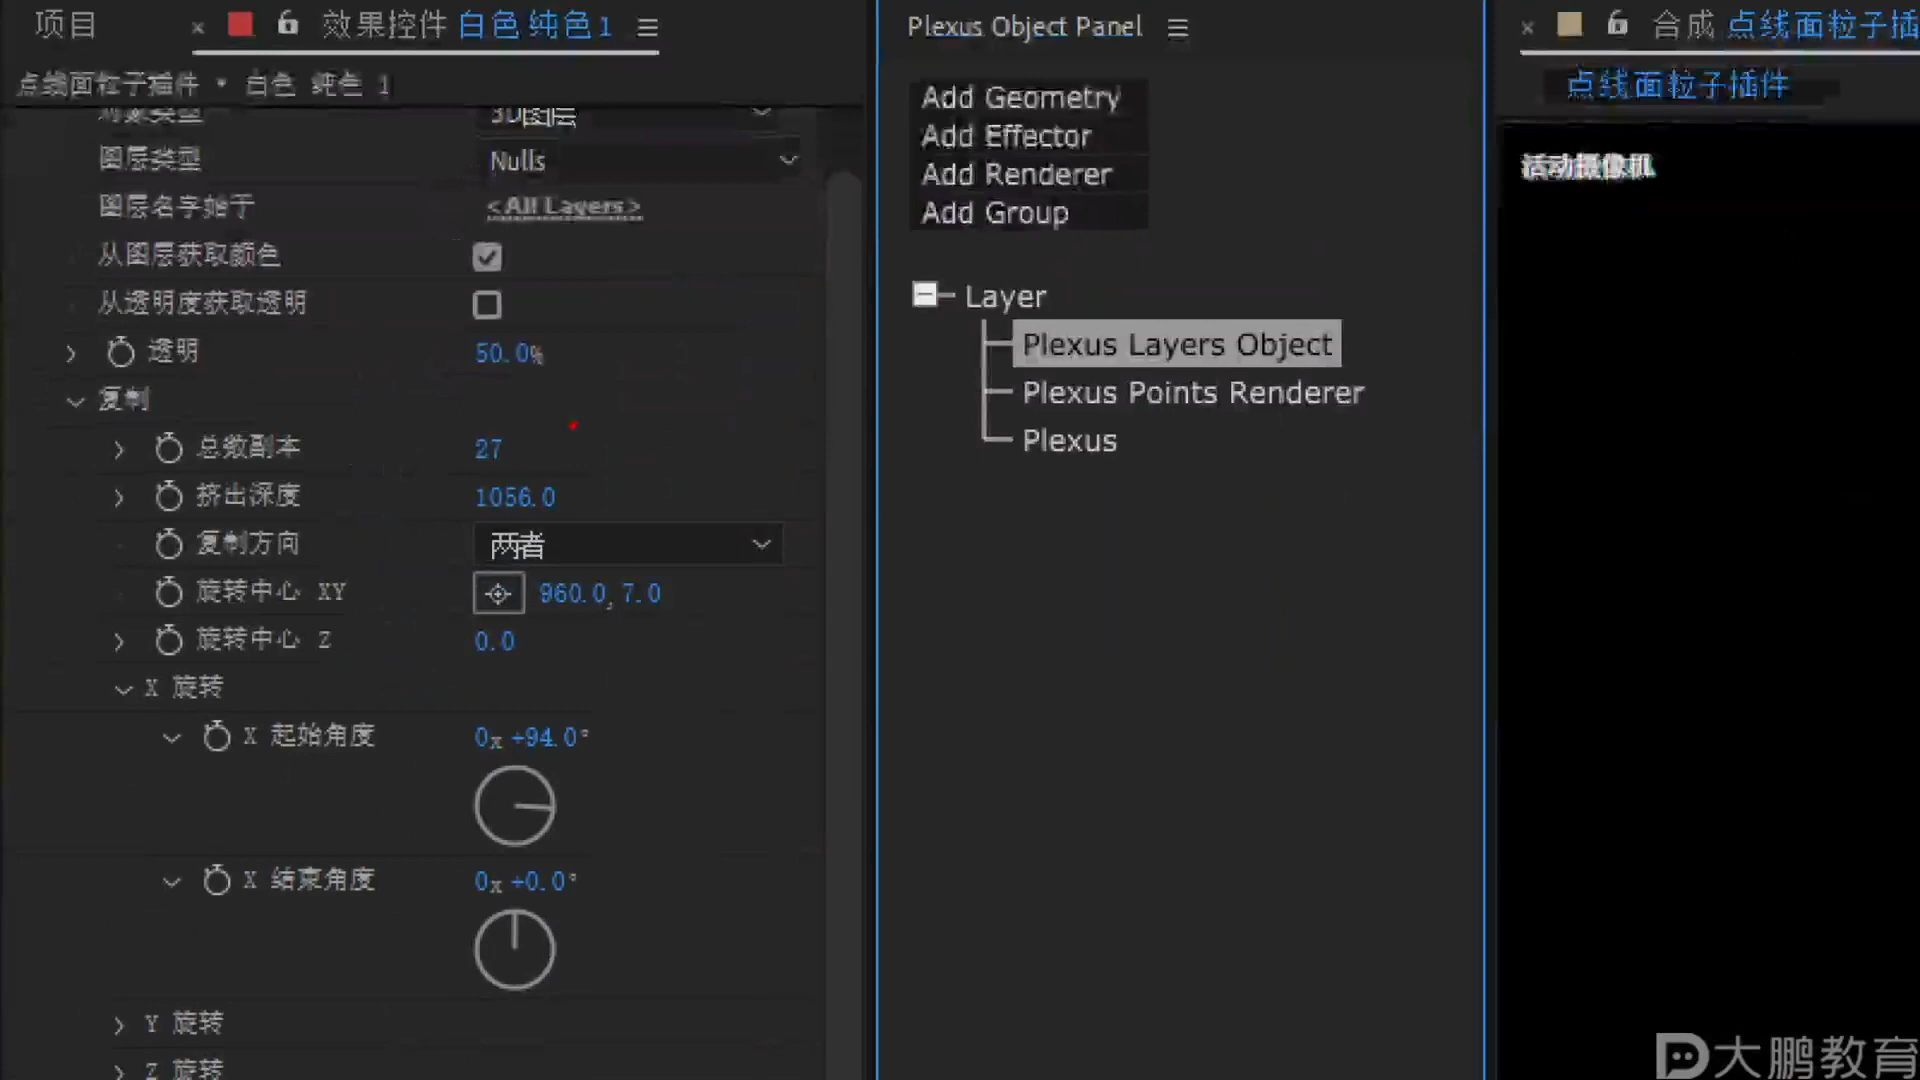 项目
× 效果控件 白色 纯色 1
点线面粒子插件 • 白色 纯色 1
对象类型 3D图层
图层类型 Nulls
图层名字始于 <All Layers>
从图层获取颜色
从透明度获取透明
透明 50.0%
复制
总数副本 27
挤出深度 1056.0
复制方向 两者
旋转中心 XY 960.0, 7.0
旋转中心 Z 0.0
X 旋转
X 起始角度 0x +94.0°
X 结束角度 0x +0.0°
Y 旋转
Z 旋转
Plexus Object Panel
Add Geometry
Add Effector
Add Renderer
Add Group
Layer
Plexus Layers Object
Plexus Points Renderer
Plexus
× 合成 点线面粒子插
点线面粒子插件
活动摄像机
大鹏教育